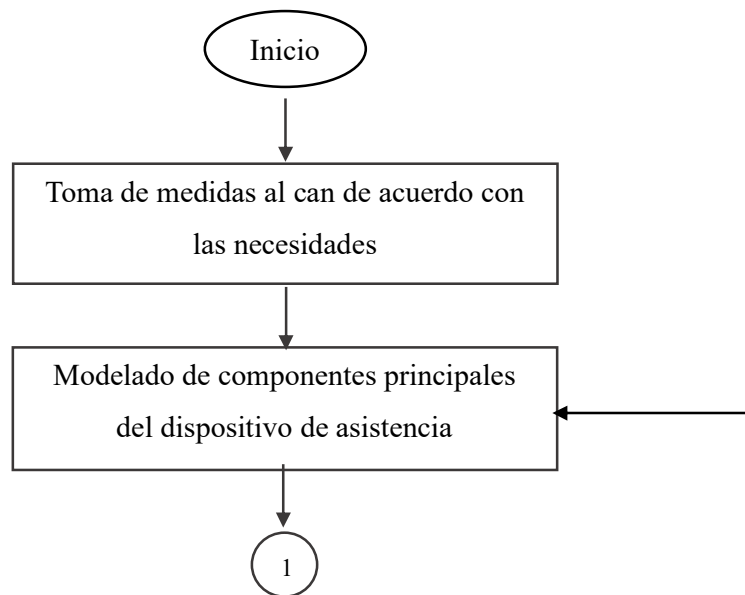 Inicio
Toma de medidas al can de acuerdo con
las necesidades
Modelado de componentes principales
del dispositivo de asistencia
1